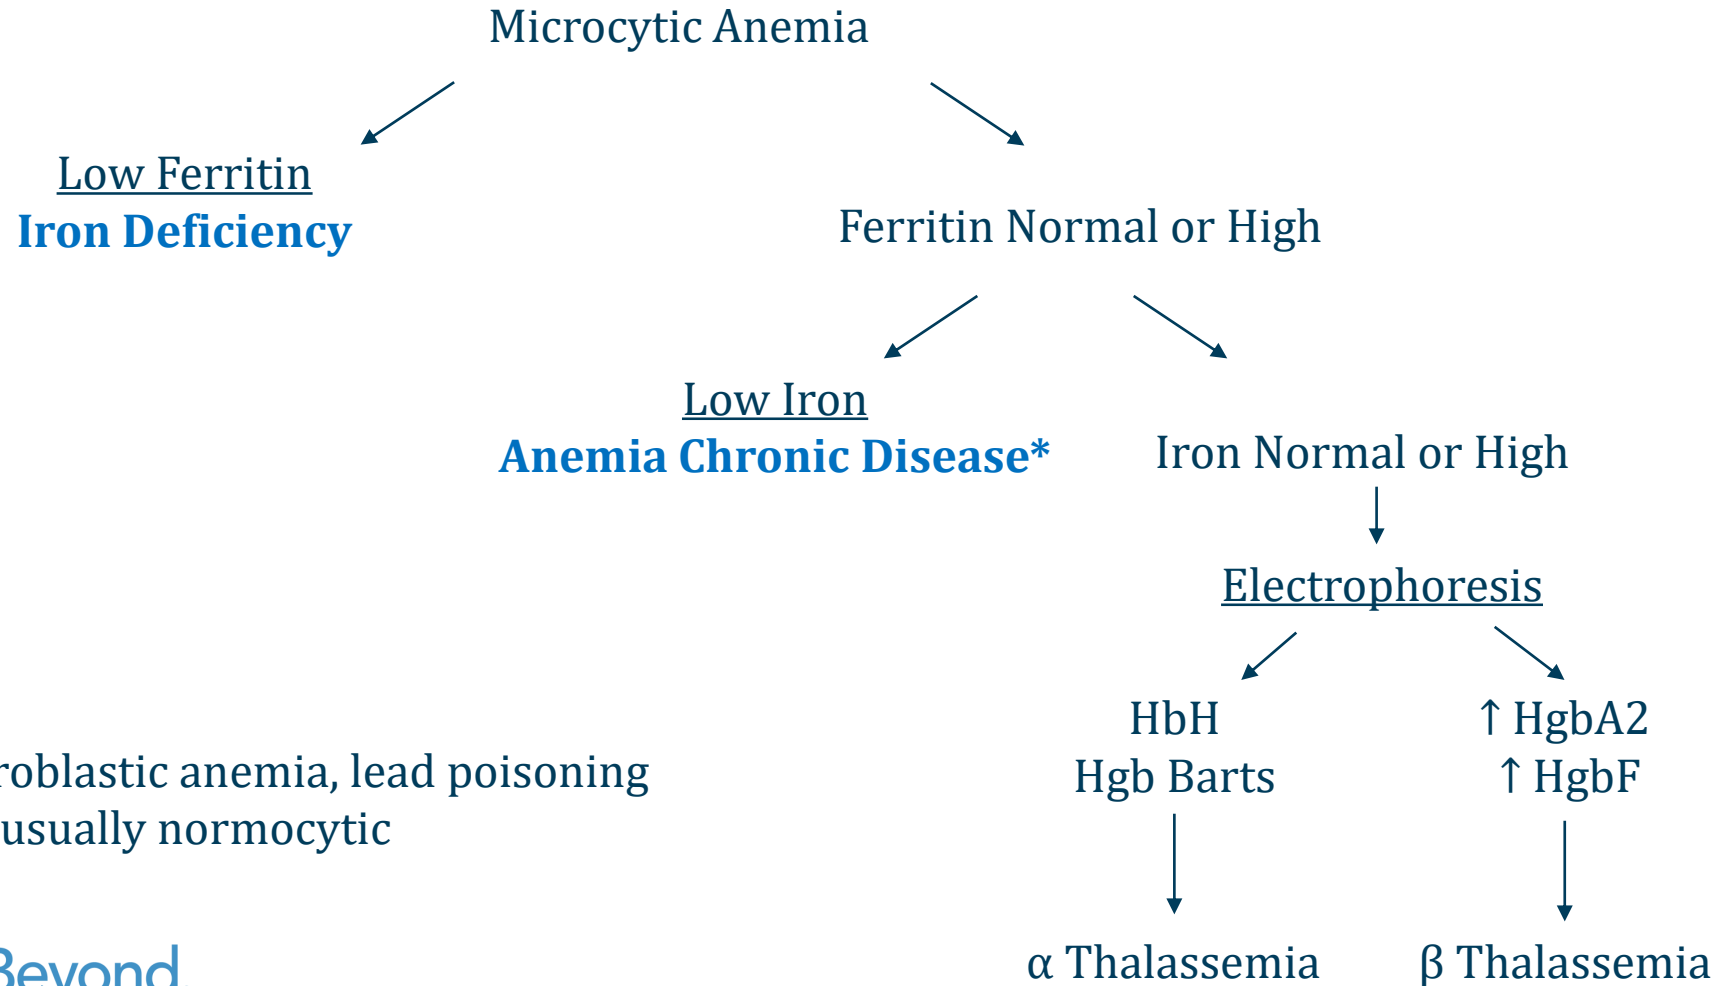 Microcytic Anemia
Low Ferritin
Iron Deficiency
Ferritin Normal or High
Low Iron
Anemia Chronic Disease*
Iron Normal or High
Electrophoresis
HbH
Hgb Barts
↑ HgbA2
↑ HgbF
roblastic anemia, lead poisoning
usually normocytic
α Thalassemia
β Thalassemia
Beyond.